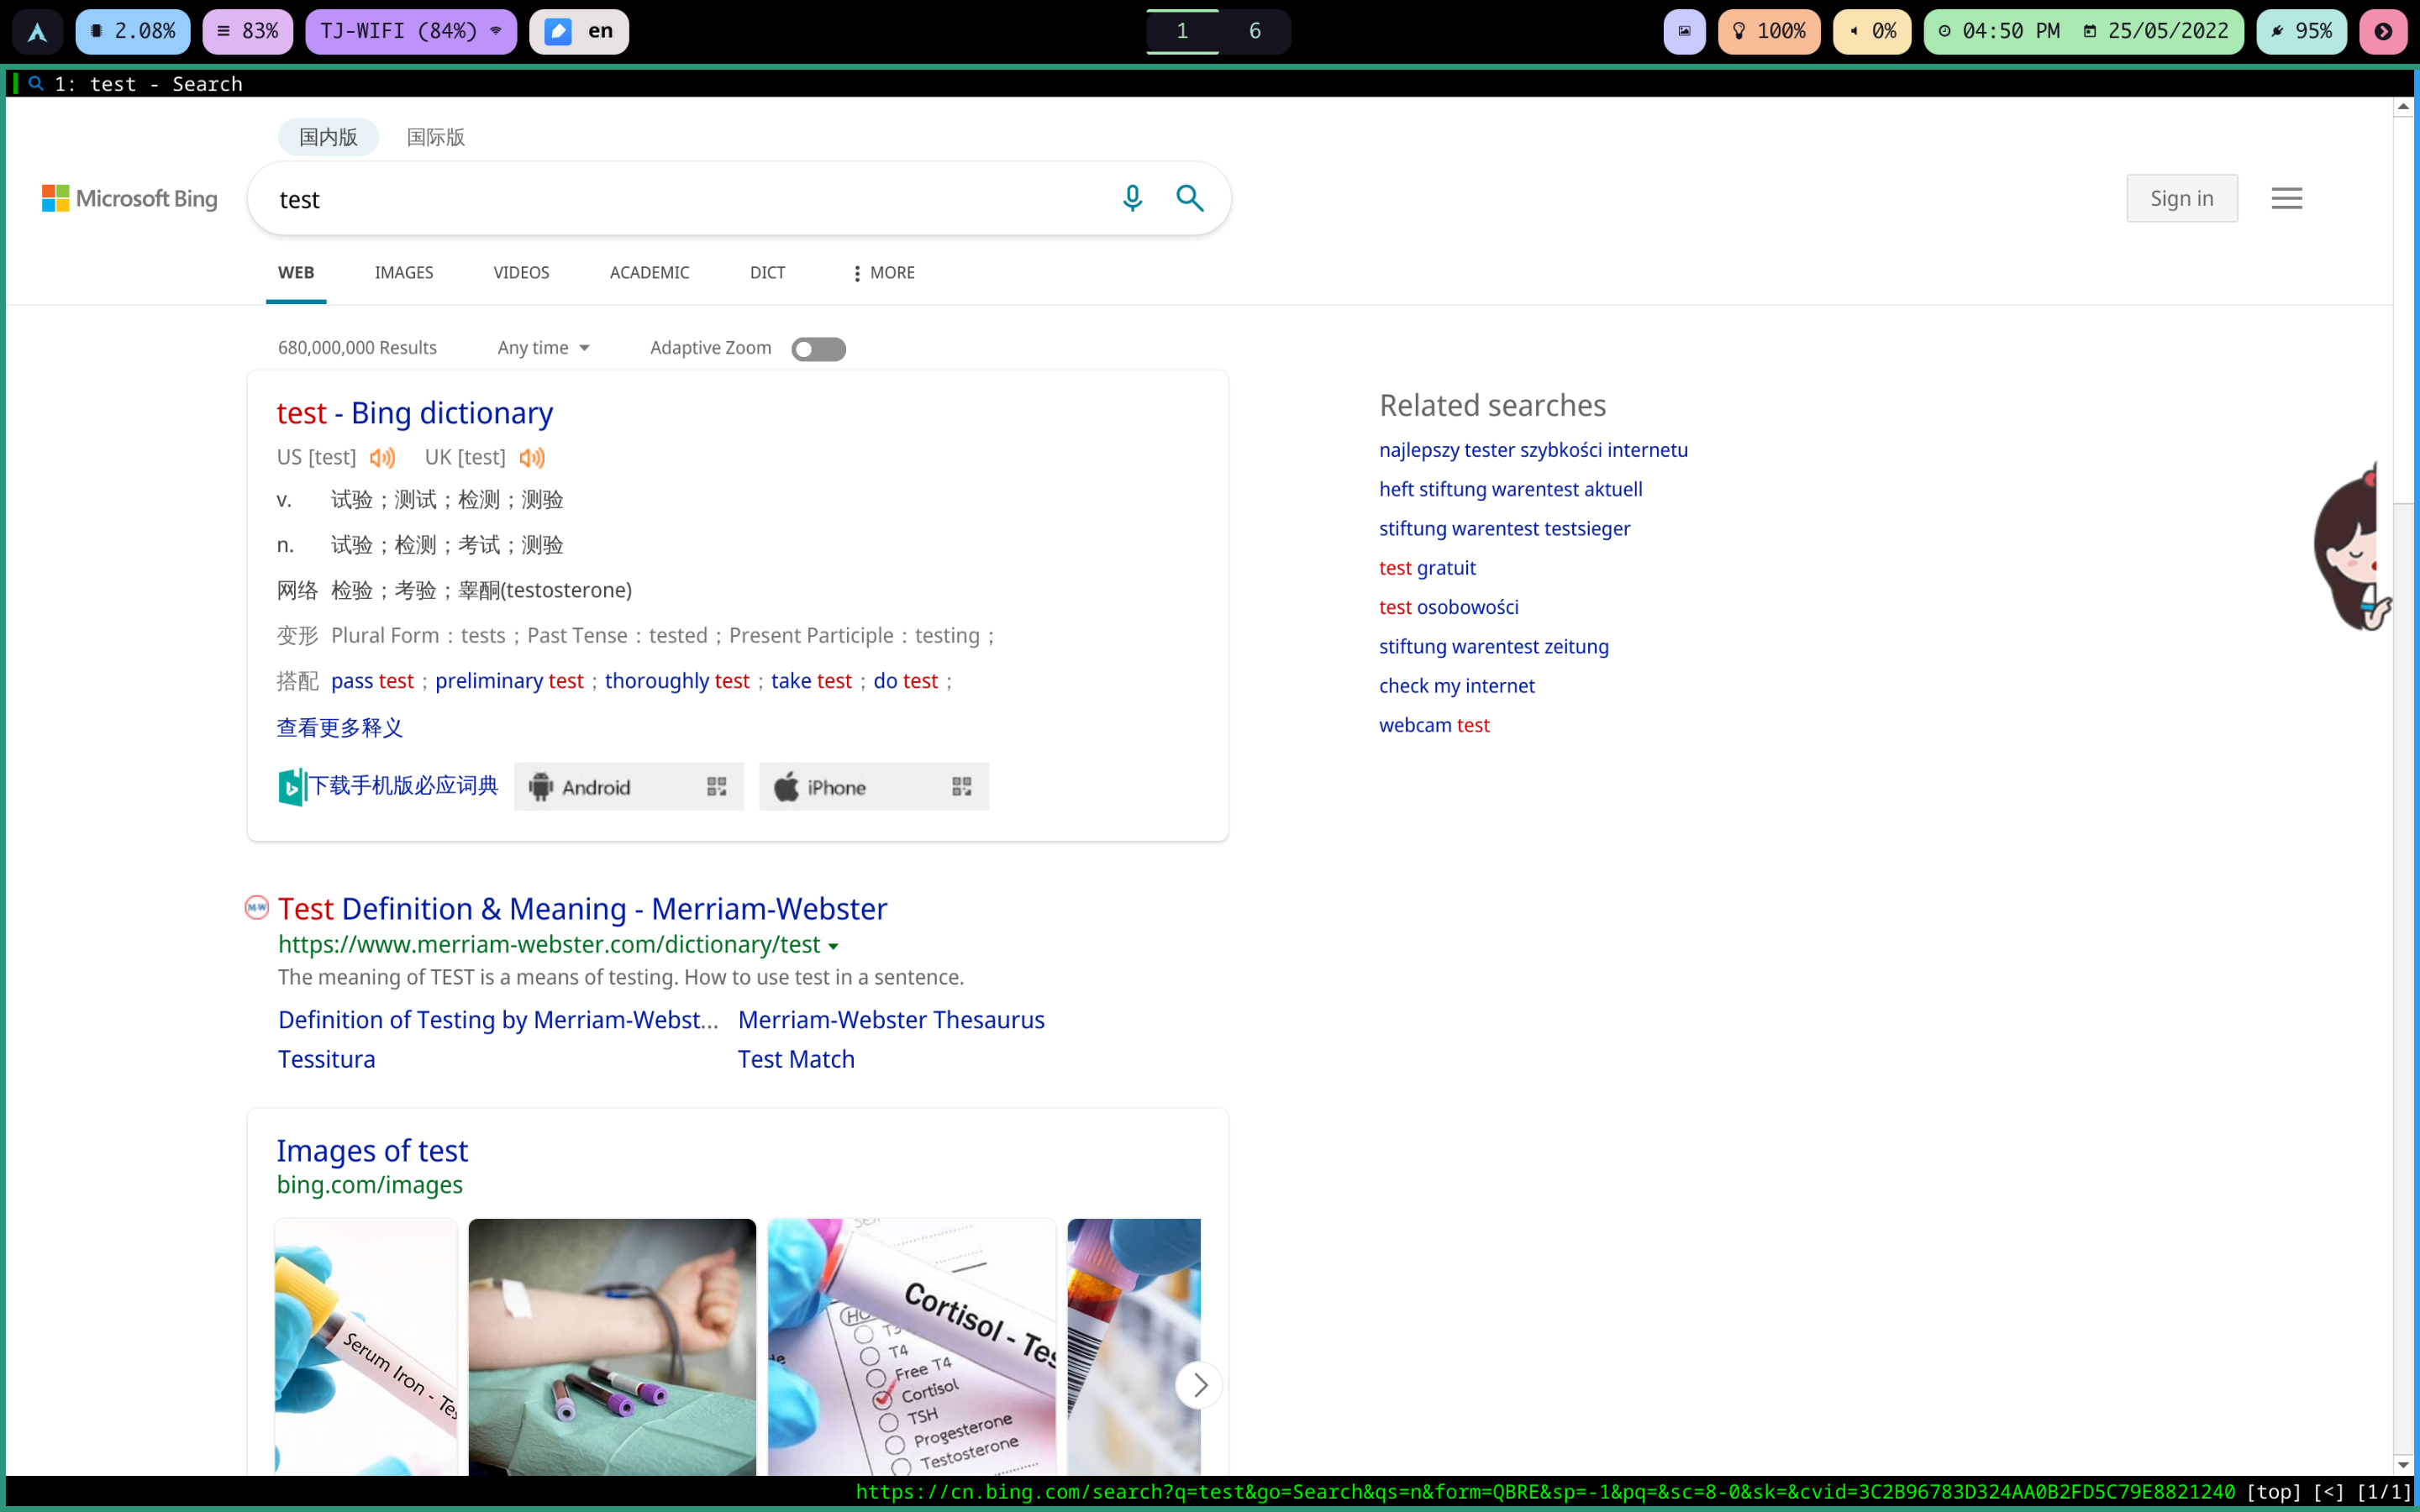 2.08% 83% TJ-WIFI (84%) en 1 6 100% 0% 04:50 PM 25/05/2022 95%
1: test - Search
国内版 国际版
Microsoft Bing test Sign in
WEB IMAGES VIDEOS ACADEMIC DICT MORE
680,000,000 Results Any time Adaptive Zoom
test - Bing dictionary
US [test] UK [test]
v. 试验；测试；检测；测验
n. 试验；检测；考试；测验
网络 检验；考验；睾酮(testosterone)
变形 Plural Form：tests；Past Tense：tested；Present Participle：testing；
搭配 pass test；preliminary test；thoroughly test；take test；do test；
查看更多释义
下载手机版必应词典 Android iPhone
Related searches
najlepszy tester szybkości internetu
heft stiftung warentest aktuell
stiftung warentest testsieger
test gratuit
test osobowości
stiftung warentest zeitung
check my internet
webcam test
M-W Test Definition & Meaning - Merriam-Webster
https://www.merriam-webster.com/dictionary/test
The meaning of TEST is a means of testing. How to use test in a sentence.
Definition of Testing by Merriam-Webst... Merriam-Webster Thesaurus
Tessitura Test Match
Images of test
bing.com/images
Serum Iron - Tes
Cortisol - Tes
T4
Free T4
Cortisol
TSH
Progesterone
Testosterone
https://cn.bing.com/search?q=test&go=Search&qs=n&form=QBRE&sp=-1&pq=&sc=8-0&sk=&cvid=3C2B96783D324AA0B2FD5C79E8821240 [top] [<] [1/1]